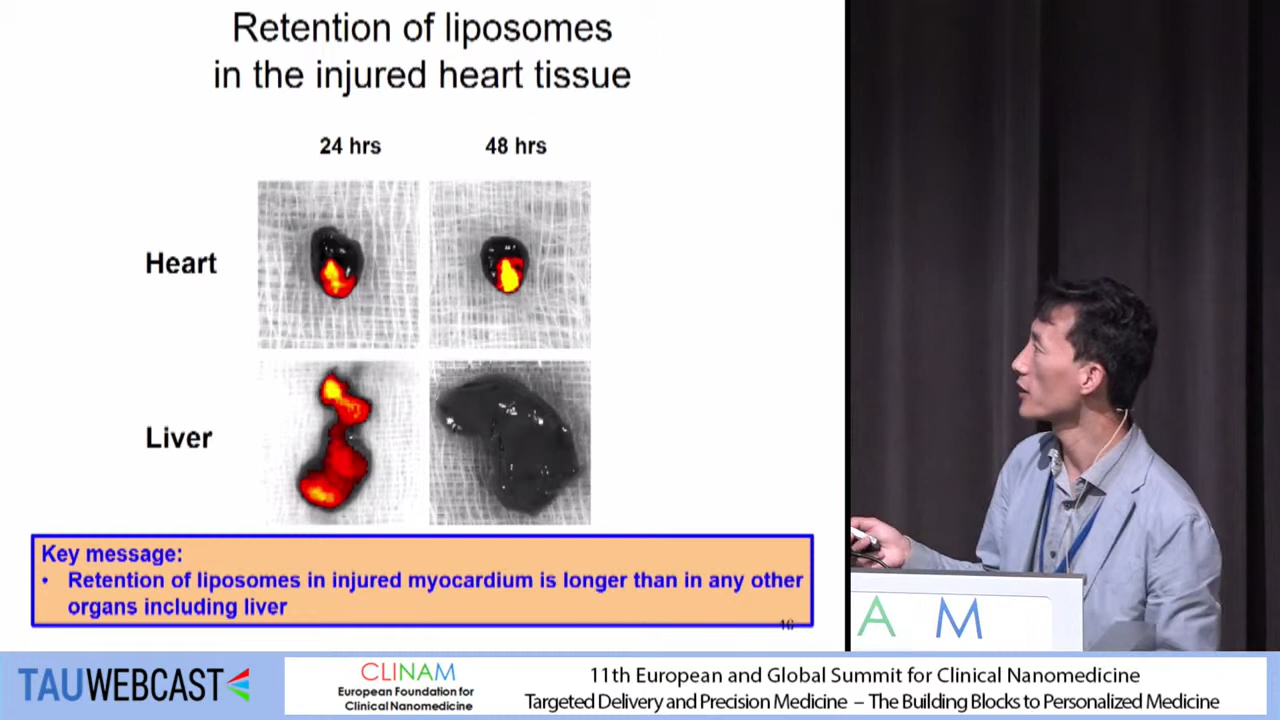 Retention of liposomes
in the injured heart tissue
24 hrs 48 hrs
Heart
Liver
Key message:
• Retention of liposomes in injured myocardium is longer than in any other
organs including liver
16
A M
TAUWEBCAST
CLINAM
European Foundation for
Clinical Nanomedicine
11th European and Global Summit for Clinical Nanomedicine
Targeted Delivery and Precision Medicine – The Building Blocks to Personalized Medicine